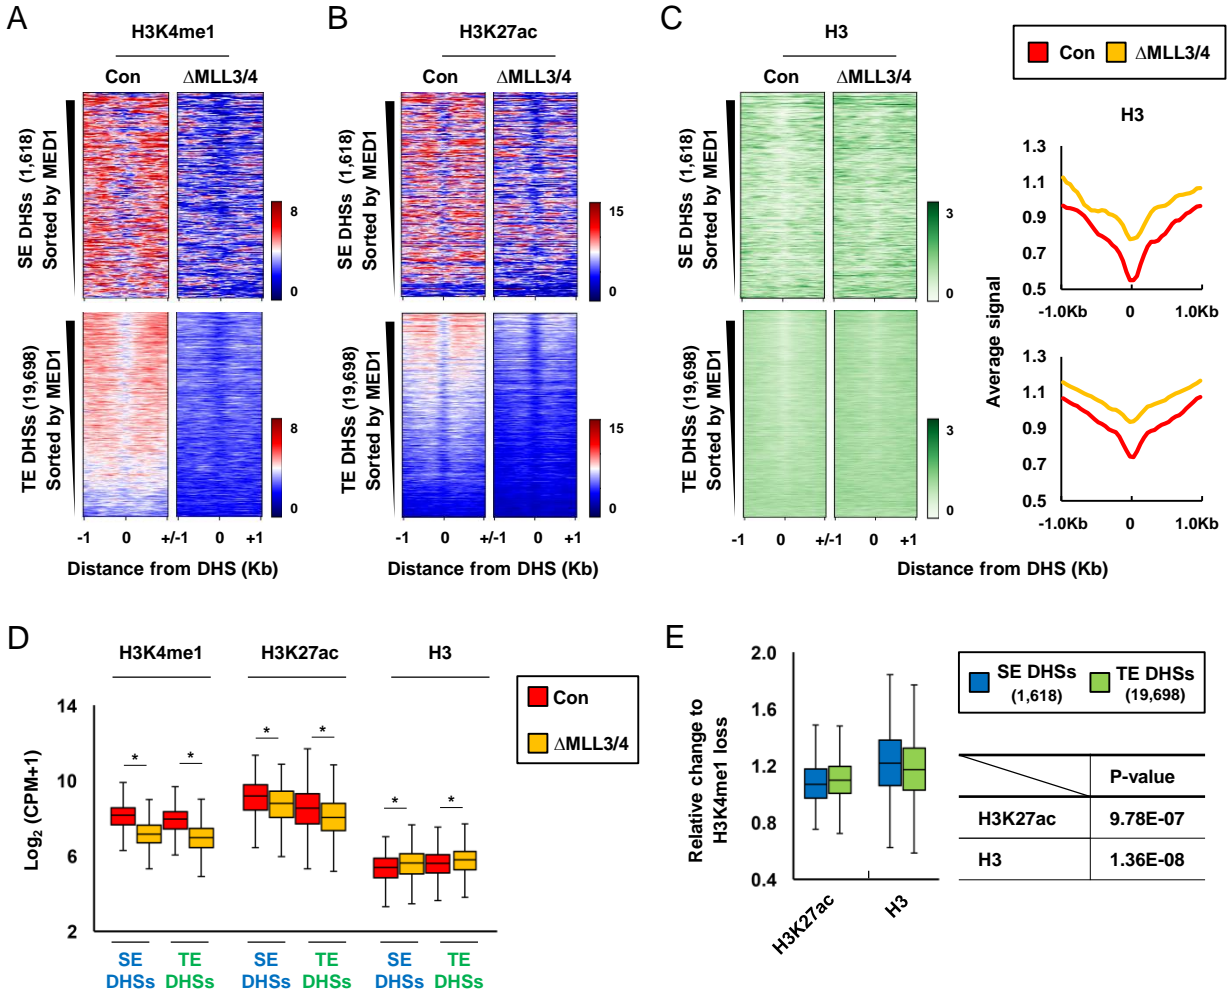 A
H3K4me1
Con
ΔMLL3/4
SE DHSs (1,618)
Sorted by MED1
8
0
TE DHSs (19,698)
Sorted by MED1
8
0
-1
0
+/-1
0
+1
Distance from DHS (Kb)
B
H3K27ac
Con
ΔMLL3/4
SE DHSs (1,618)
Sorted by MED1
15
0
TE DHSs (19,698)
Sorted by MED1
15
0
-1
0
+/-1
0
+1
C
H3
Con
ΔMLL3/4
SE DHSs (1,618)
Sorted by MED1
3
0
TE DHSs (19,698)
Sorted by MED1
3
0
-1
0
+/-1
0
+1
Con
ΔMLL3/4
H3
Average signal
1.3
1.1
0.9
0.7
0.5
-1.0Kb
0
1.0Kb
1.3
1.1
0.9
0.7
0.5
-1.0Kb
0
1.0Kb
Distance from DHS (Kb)
D
H3K4me1
H3K27ac
H3
Log2 (CPM+1)
14
10
6
2
*
*
*
*
*
*
SE
DHSs
TE
DHSs
SE
DHSs
TE
DHSs
SE
DHSs
TE
DHSs
Con
ΔMLL3/4
E
Relative change to
H3K4me1 loss
2.0
1.6
1.2
0.8
0.4
H3K27ac
H3
SE DHSs
(1,618)
TE DHSs
(19,698)
P-value
H3K27ac
9.78E-07
H3
1.36E-08